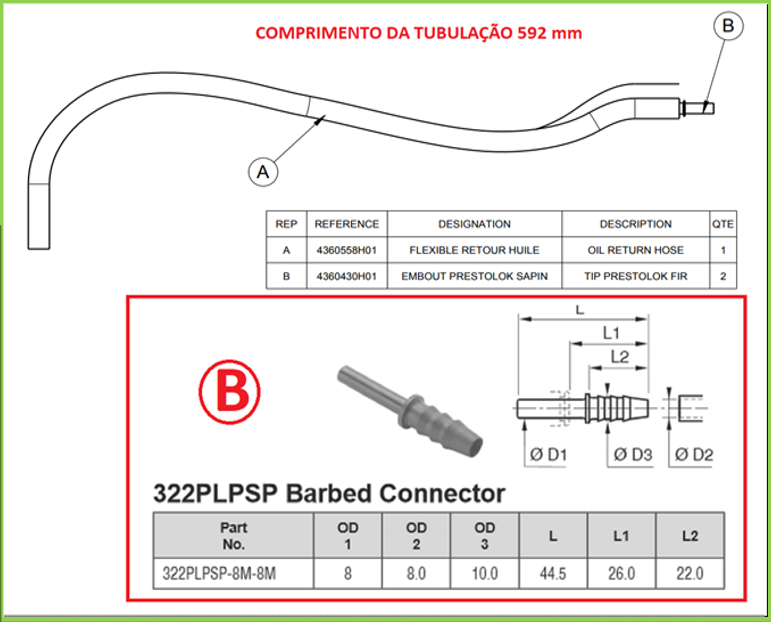 COMPRIMENTO DA TUBULAÇÃO 592 mm
B
A
REP REFERENCE DESIGNATION DESCRIPTION QTE
A 4360558H01 FLEXIBLE RETOUR HUILE OIL RETURN HOSE 1
B 4360430H01 EMBOUT PRESTOLOK SAPIN TIP PRESTOLOK FIR 2
B
L
L1
L2
Ø D1 Ø D3 Ø D2
322PLPSP Barbed Connector
Part No. OD 1 OD 2 OD 3 L L1 L2
322PLPSP-8M-8M 8 8.0 10.0 44.5 26.0 22.0